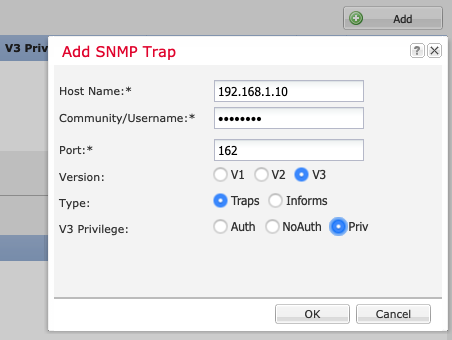 Add
V3 Priv
Add SNMP Trap
?
Host Name:* 192.168.1.10
Community/Username:* ••••••••
Port:* 162
Version: V1 V2 V3
Type: Traps Informs
V3 Privilege: Auth NoAuth Priv
OK Cancel